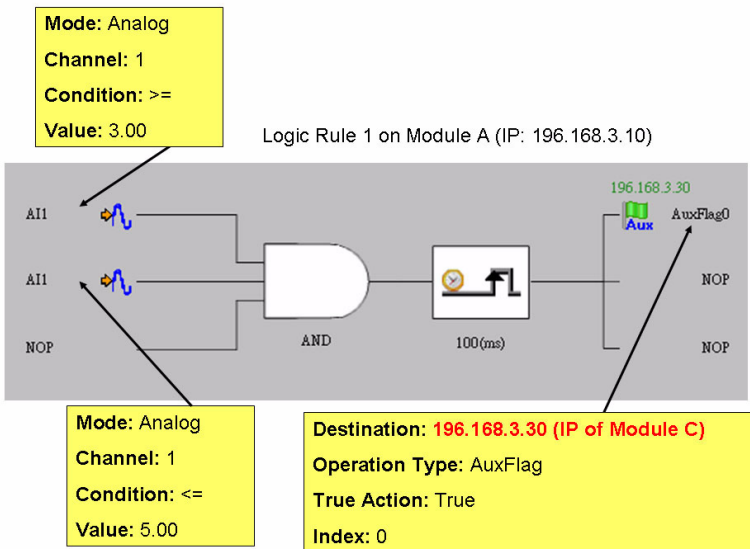 Mode: Analog
Channel: 1
Condition: >=
Value: 3.00
Logic Rule 1 on Module A (IP: 196.168.3.10)
196.168.3.30
AI1
Aux
AuxFlag0
AI1
NOP
NOP
AND
100(ms)
NOP
Mode: Analog
Channel: 1
Condition: <=
Value: 5.00
Destination: 196.168.3.30 (IP of Module C)
Operation Type: AuxFlag
True Action: True
Index: 0